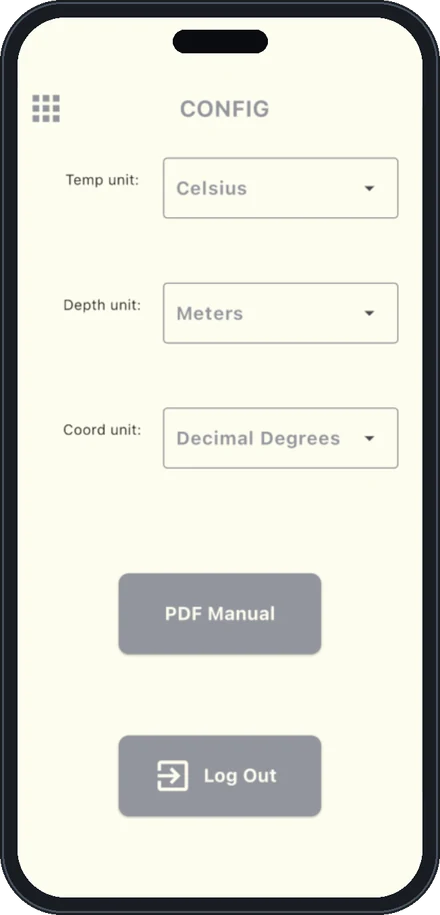 CONFIG
Temp unit:
Celsius
Depth unit:
Meters
Coord unit:
Decimal Degrees
PDF Manual
Log Out